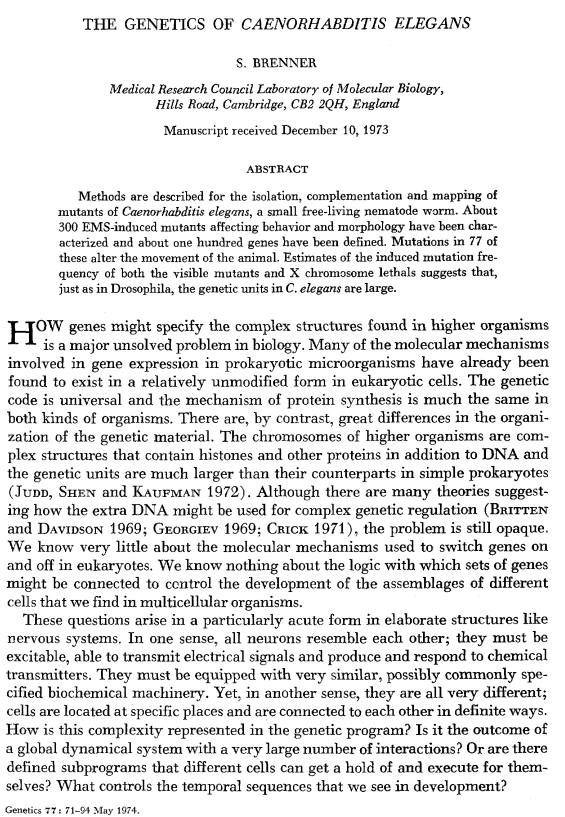 THE GENETICS OF CAENORHABDITIS ELEGANS
S. BRENNER
Medical Research Council Laboratory of Molecular Biology,
Hills Road, Cambridge, CB2 2QH, England
Manuscript received December 10, 1973
ABSTRACT
Methods are described for the isolation, complementation and mapping of
mutants of Caenorhabditis elegans, a small free-living nematode worm. About
300 EMS-induced mutants affecting behavior and morphology have been char-
acterized and about one hundred genes have been defined. Mutations in 77 of
these alter the movement of the animal. Estimates of the induced mutation fre-
quency of both the visible mutants and X chromosome lethals suggests that,
just as in Drosophila, the genetic units in C. elegans are large.
HOW genes might specify the complex structures found in higher organisms
is a major unsolved problem in biology. Many of the molecular mechanisms
involved in gene expression in prokaryotic microorganisms have already been
found to exist in a relatively unmodified form in eukaryotic cells. The genetic
code is universal and the mechanism of protein synthesis is much the same in
both kinds of organisms. There are, by contrast, great differences in the organi-
zation of the genetic material. The chromosomes of higher organisms are com-
plex structures that contain histones and other proteins in addition to DNA and
the genetic units are much larger than their counterparts in simple prokaryotes
(JUDD, SHEN and KAUFMAN 1972). Although there are many theories suggest-
ing how the extra DNA might be used for complex genetic regulation (BRITTEN
and DAVIDSON 1969; GEORGIEV 1969; CRICK 1971), the problem is still opaque.
We know very little about the molecular mechanisms used to switch genes on
and off in eukaryotes. We know nothing about the logic with which sets of genes
might be connected to control the development of the assemblages of different
cells that we find in multicellular organisms.
These questions arise in a particularly acute form in elaborate structures like
nervous systems. In one sense, all neurons resemble each other; they must be
excitable, able to transmit electrical signals and produce and respond to chemical
transmitters. They must be equipped with very similar, possibly commonly spe-
cified biochemical machinery. Yet, in another sense, they are all very different;
cells are located at specific places and are connected to each other in definite ways.
How is this complexity represented in the genetic program? Is it the outcome of
a global dynamical system with a very large number of interactions? Or are there
defined subprograms that different cells can get a hold of and execute for them-
selves? What controls the temporal sequences that we see in development?
Genetics 77: 71-94 May 1974.